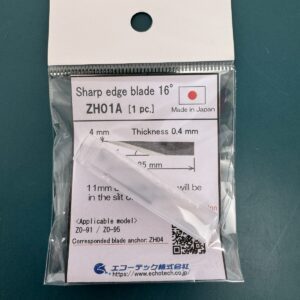 Sharp edge blade 16°
ZH01A [1 pc.]
Made in Japan
4 mm Thickness 0.4 mm
25 mm
11mm will be
in the slit
<Applicable model>
ZO-91 / ZO-95
Corresponded blade anchor: ZH04
エコーテック株式会社
https://www.echotech.co.jp